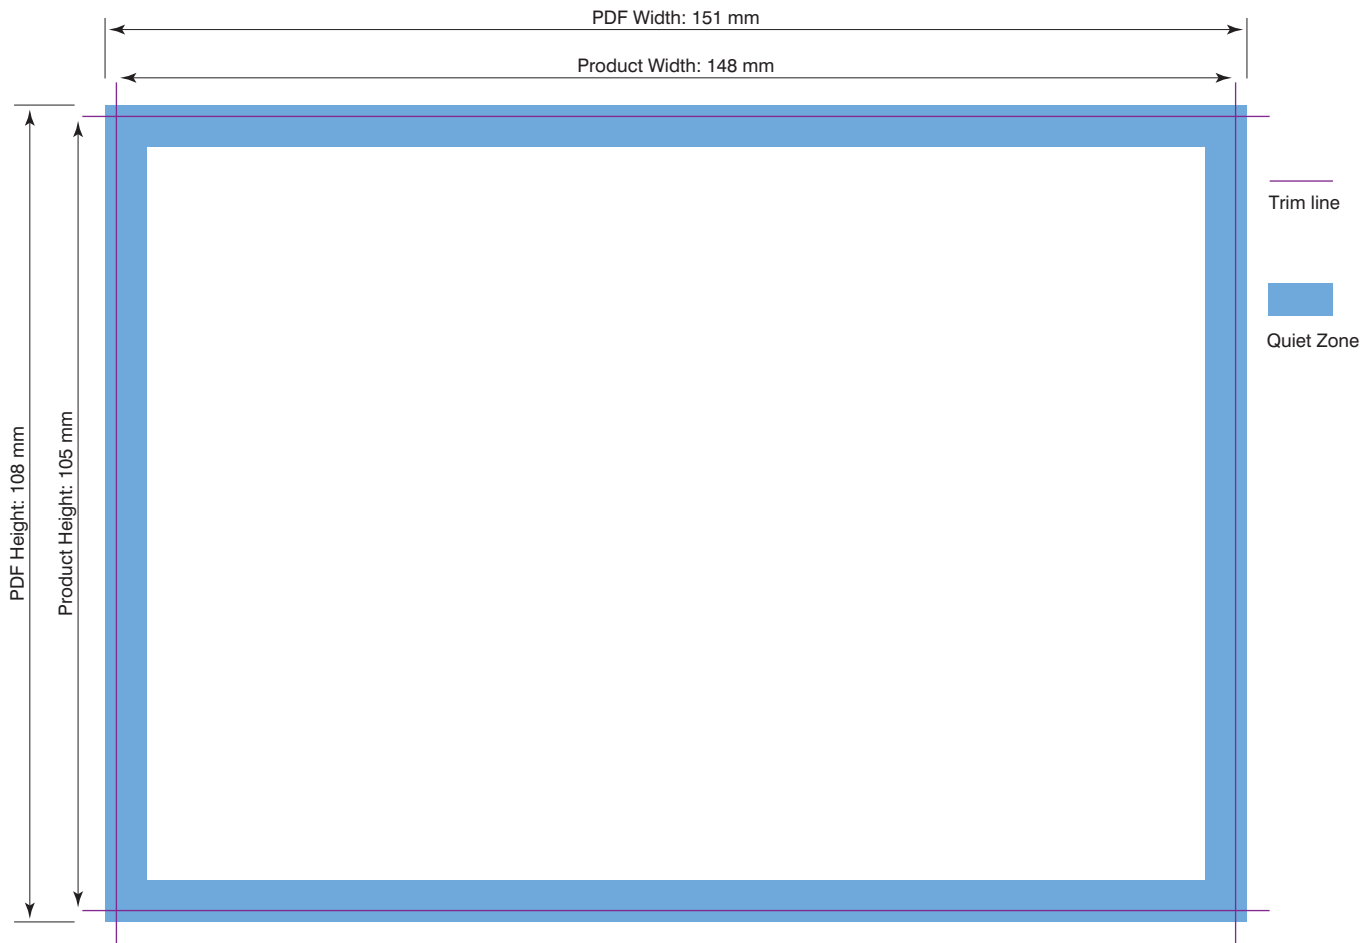 PDF Width: 151 mm
Product Width: 148 mm
Trim line
Quiet Zone
PDF Height: 108 mm
Product Height: 105 mm